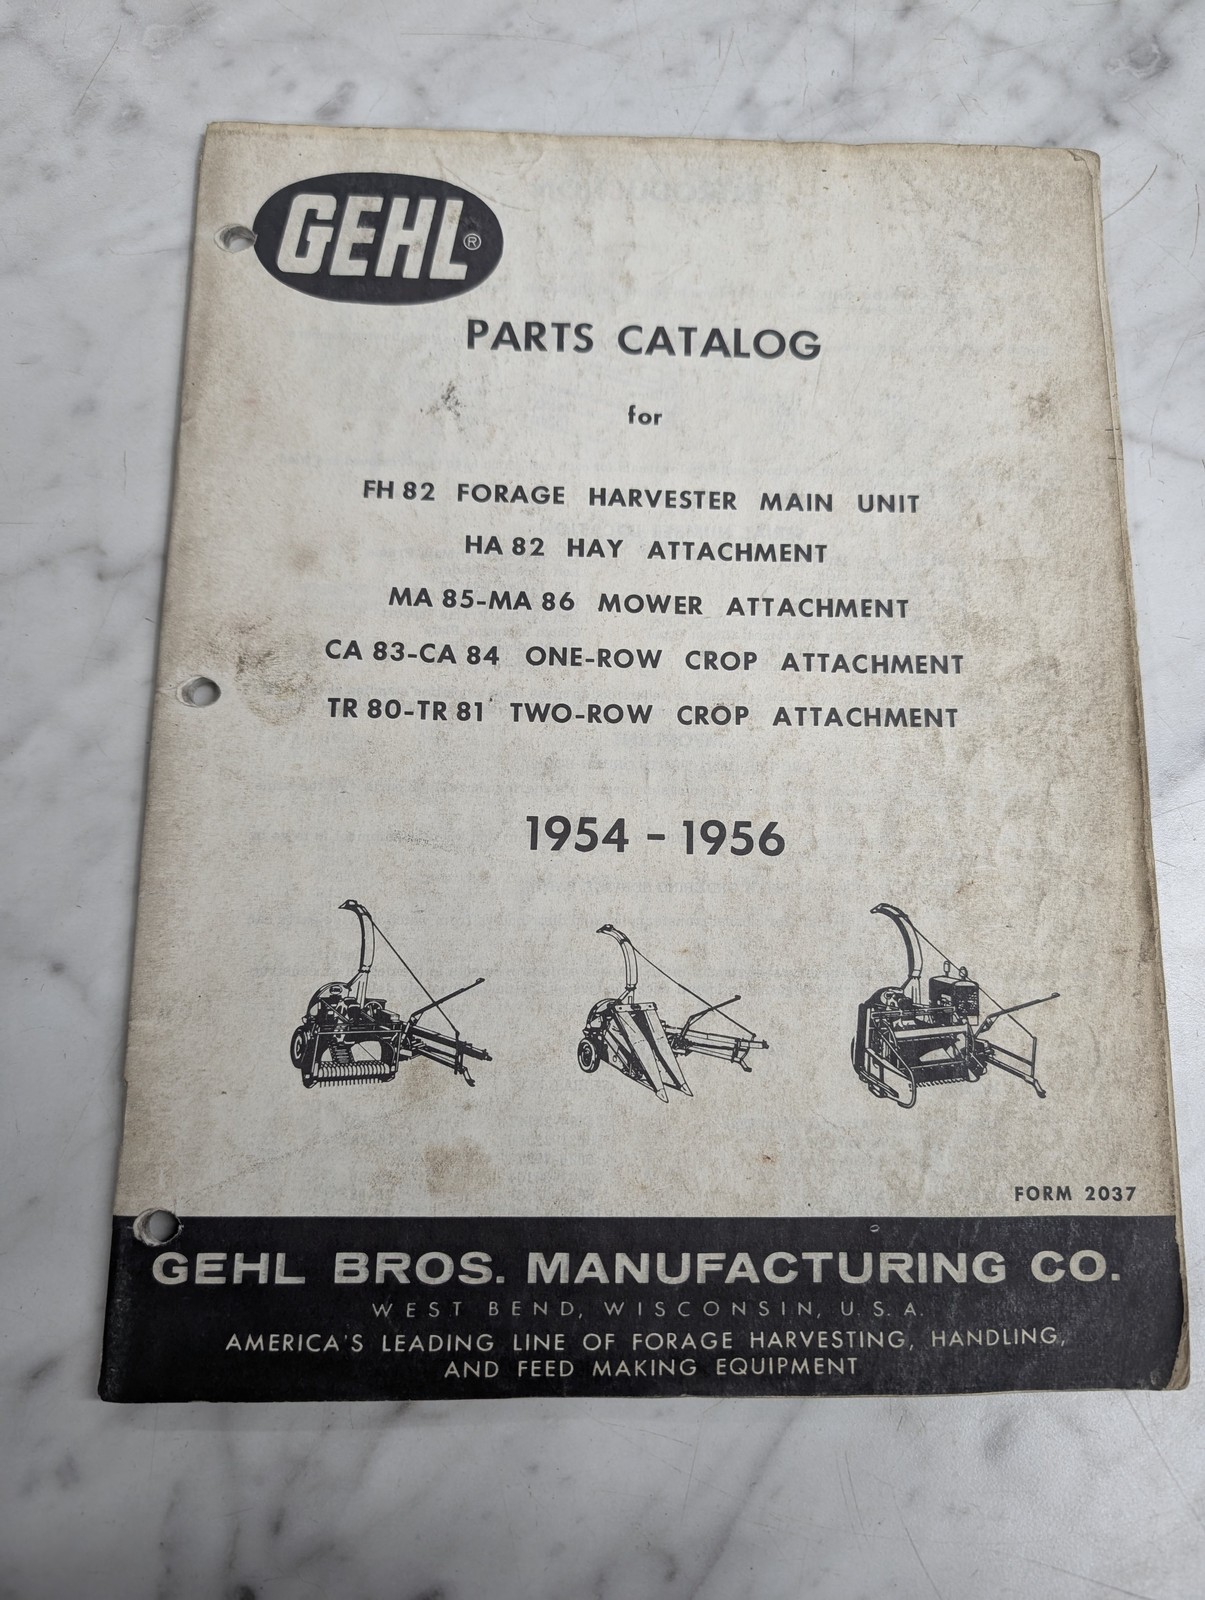 GEHL®
PARTS CATALOG
for
FH 82 FORAGE HARVESTER MAIN UNIT
HA 82 HAY ATTACHMENT
MA 85-MA 86 MOWER ATTACHMENT
CA 83-CA 84 ONE-ROW CROP ATTACHMENT
TR 80-TR 81 TWO-ROW CROP ATTACHMENT
1954 - 1956
FORM 2037
GEHL BROS. MANUFACTURING CO.
WEST BEND, WISCONSIN, U.S.A.
AMERICA'S LEADING LINE OF FORAGE HARVESTING, HANDLING,
AND FEED MAKING EQUIPMENT